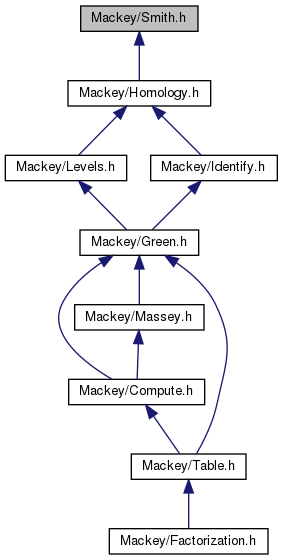 Mackey/Smith.h
Mackey/Homology.h
Mackey/Levels.h
Mackey/Identify.h
Mackey/Green.h
Mackey/Massey.h
Mackey/Compute.h
Mackey/Table.h
Mackey/Factorization.h